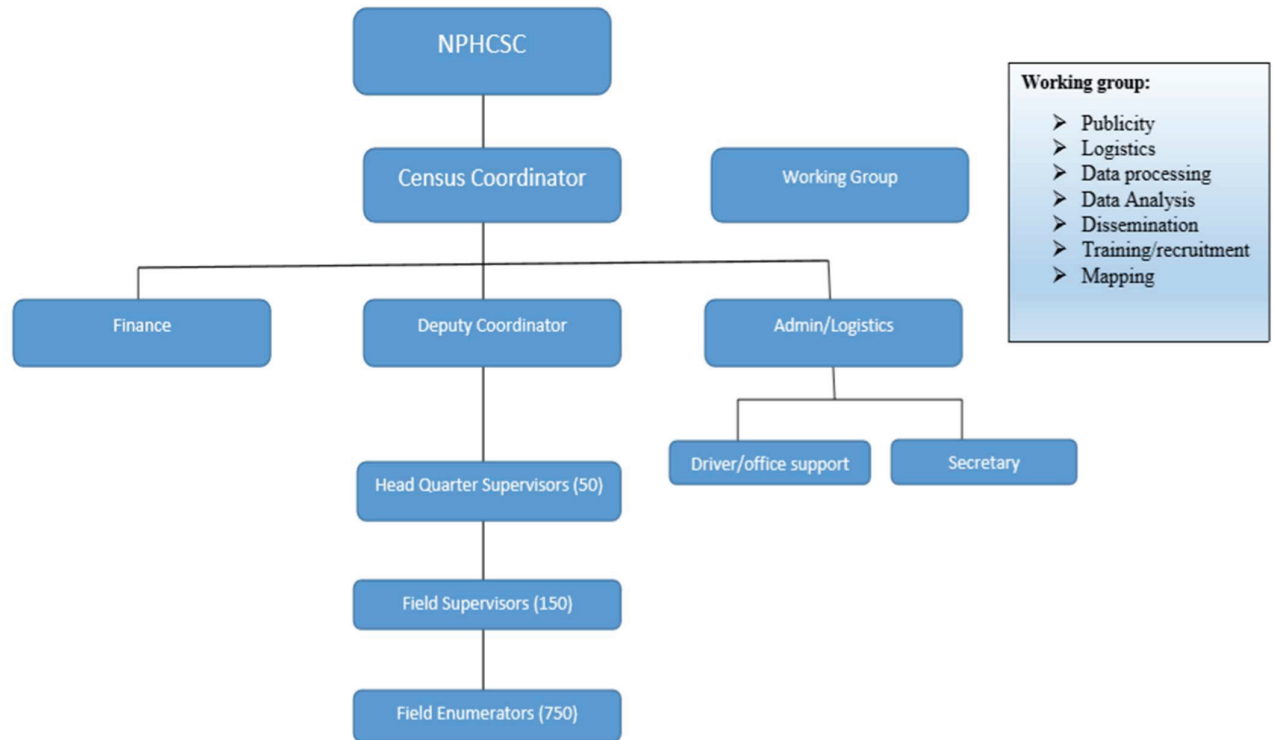 NPHCSC
Working group:
➢ Publicity
➢ Logistics
➢ Data processing
➢ Data Analysis
➢ Dissemination
➢ Training/recruitment
➢ Mapping
Census Coordinator
Working Group
Finance
Deputy Coordinator
Admin/Logistics
Driver/office support
Secretary
Head Quarter Supervisors (50)
Field Supervisors (150)
Field Enumerators (750)